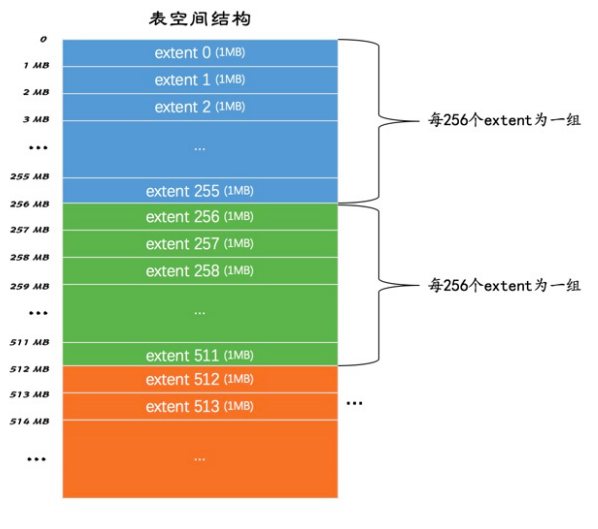 表空间结构
0
extent 0 (1MB)
1 MB
extent 1 (1MB)
2 MB
extent 2 (1MB)
3 MB
每256个extent为一组
...
...
255 MB
extent 255 (1MB)
256 MB
extent 256 (1MB)
257 MB
extent 257 (1MB)
258 MB
extent 258 (1MB)
259 MB
每256个extent为一组
...
...
511 MB
extent 511 (1MB)
512 MB
extent 512 (1MB)
513 MB
extent 513 (1MB)
...
514 MB
...
...